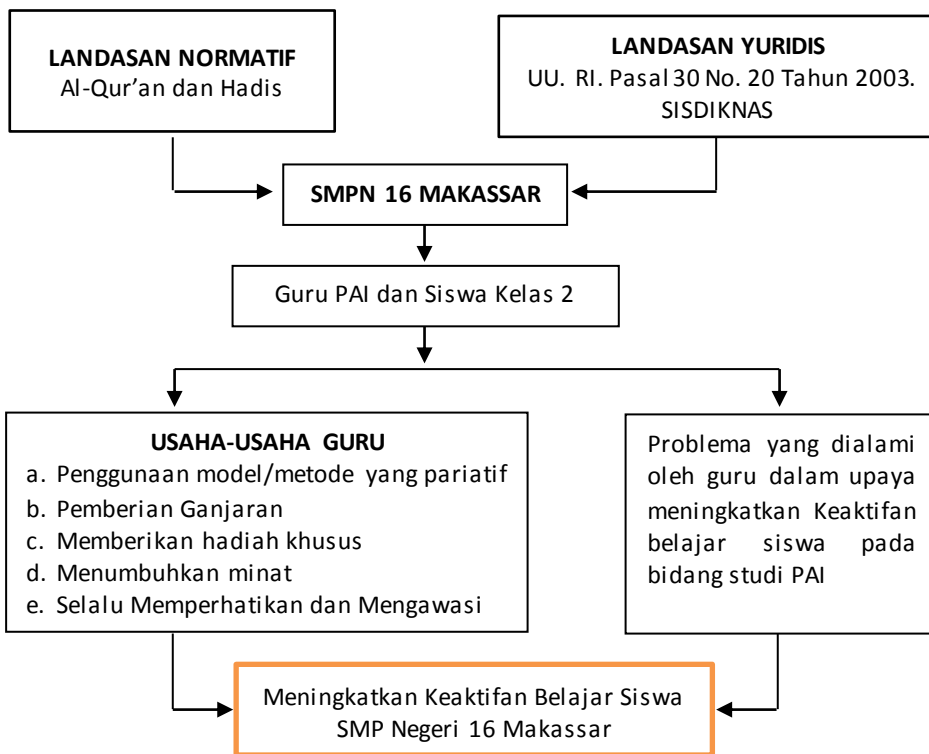 LANDASAN NORMATIF
Al-Qur’an dan Hadis
LANDASAN YURIDIS
UU. RI. Pasal 30 No. 20 Tahun 2003.
SISDIKNAS
SMPN 16 MAKASSAR
Guru PAI dan Siswa Kelas 2
USAHA-USAHA GURU
a. Penggunaan model/metode yang pariatif
b. Pemberian Ganjaran
c. Memberikan hadiah khusus
d. Menumbuhkan minat
e. Selalu Memperhatikan dan Mengawasi
Problema yang dialami
oleh guru dalam upaya
meningkatkan Keaktifan
belajar siswa pada
bidang studi PAI
Meningkatkan Keaktifan Belajar Siswa
SMP Negeri 16 Makassar